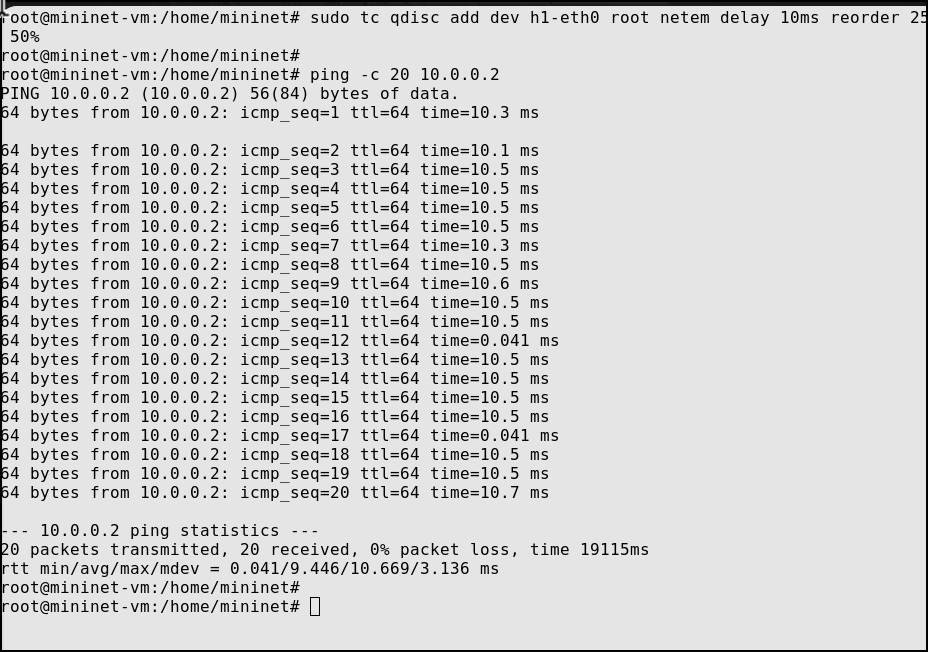 root@mininet-vm:/home/mininet# sudo tc qdisc add dev h1-eth0 root netem delay 10ms reorder 25
50%
root@mininet-vm:/home/mininet#
root@mininet-vm:/home/mininet# ping -c 20 10.0.0.2
PING 10.0.0.2 (10.0.0.2) 56(84) bytes of data.
64 bytes from 10.0.0.2: icmp_seq=1 ttl=64 time=10.3 ms
64 bytes from 10.0.0.2: icmp_seq=2 ttl=64 time=10.1 ms
64 bytes from 10.0.0.2: icmp_seq=3 ttl=64 time=10.5 ms
64 bytes from 10.0.0.2: icmp_seq=4 ttl=64 time=10.5 ms
64 bytes from 10.0.0.2: icmp_seq=5 ttl=64 time=10.5 ms
64 bytes from 10.0.0.2: icmp_seq=6 ttl=64 time=10.5 ms
64 bytes from 10.0.0.2: icmp_seq=7 ttl=64 time=10.3 ms
64 bytes from 10.0.0.2: icmp_seq=8 ttl=64 time=10.5 ms
64 bytes from 10.0.0.2: icmp_seq=9 ttl=64 time=10.6 ms
64 bytes from 10.0.0.2: icmp_seq=10 ttl=64 time=10.5 ms
64 bytes from 10.0.0.2: icmp_seq=11 ttl=64 time=10.5 ms
64 bytes from 10.0.0.2: icmp_seq=12 ttl=64 time=0.041 ms
64 bytes from 10.0.0.2: icmp_seq=13 ttl=64 time=10.5 ms
64 bytes from 10.0.0.2: icmp_seq=14 ttl=64 time=10.5 ms
64 bytes from 10.0.0.2: icmp_seq=15 ttl=64 time=10.5 ms
64 bytes from 10.0.0.2: icmp_seq=16 ttl=64 time=10.5 ms
64 bytes from 10.0.0.2: icmp_seq=17 ttl=64 time=0.041 ms
64 bytes from 10.0.0.2: icmp_seq=18 ttl=64 time=10.5 ms
64 bytes from 10.0.0.2: icmp_seq=19 ttl=64 time=10.5 ms
64 bytes from 10.0.0.2: icmp_seq=20 ttl=64 time=10.7 ms
--- 10.0.0.2 ping statistics ---
20 packets transmitted, 20 received, 0% packet loss, time 19115ms
rtt min/avg/max/mdev = 0.041/9.446/10.669/3.136 ms
root@mininet-vm:/home/mininet#
root@mininet-vm:/home/mininet#